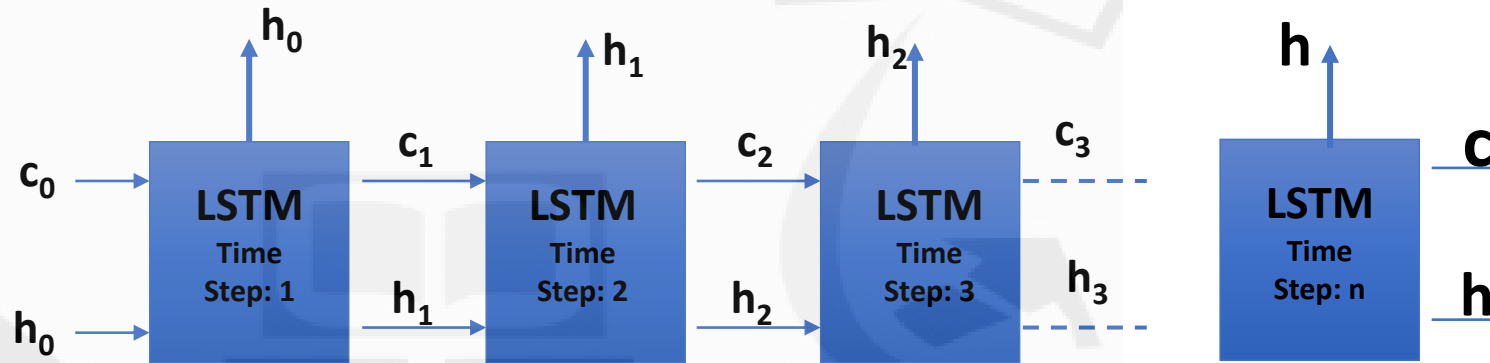 h₀
h₁
h₂
h
c₀
c₁
c₂
c₃
c
LSTM
Time
Step: 1
LSTM
Time
Step: 2
LSTM
Time
Step: 3
LSTM
Time
Step: n
h₀
h₁
h₂
h₃
h